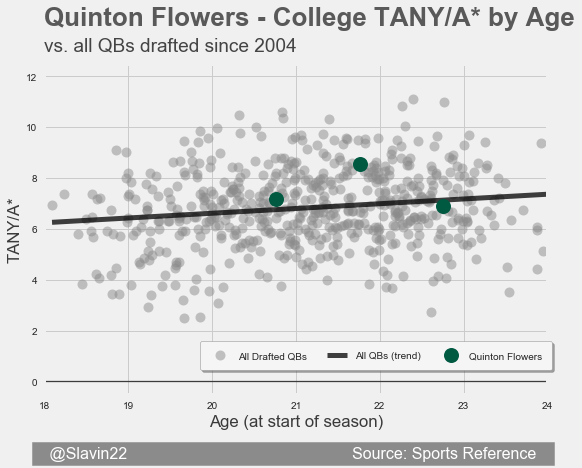 Quinton Flowers - College TANY/A* by Age
vs. all QBs drafted since 2004
12
10
8
6
4
2
0
TANY/A*
All Drafted QBs
All QBs (trend)
Quinton Flowers
18 19 20 21 22 23 24
Age (at start of season)
@Slavin22
Source: Sports Reference